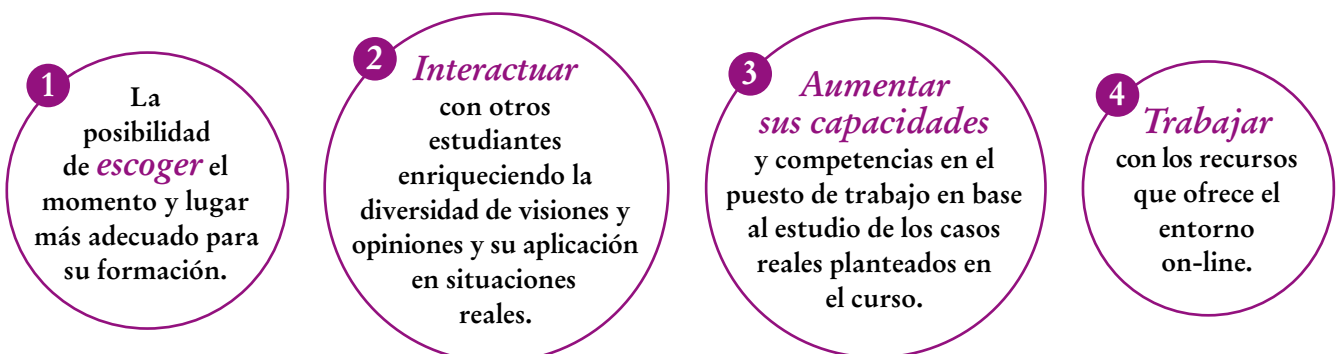 1
La
posibilidad
de escoger el
momento y lugar
más adecuado para
su formación.
2
Interactuar
con otros
estudiantes
enriqueciendo la
diversidad de visiones y
opiniones y su aplicación
en situaciones
reales.
3
Aumentar
sus capacidades
y competencias en el
puesto de trabajo en base
al estudio de los casos
reales planteados en
el curso.
4
Trabajar
con los recursos
que ofrece el
entorno
on-line.